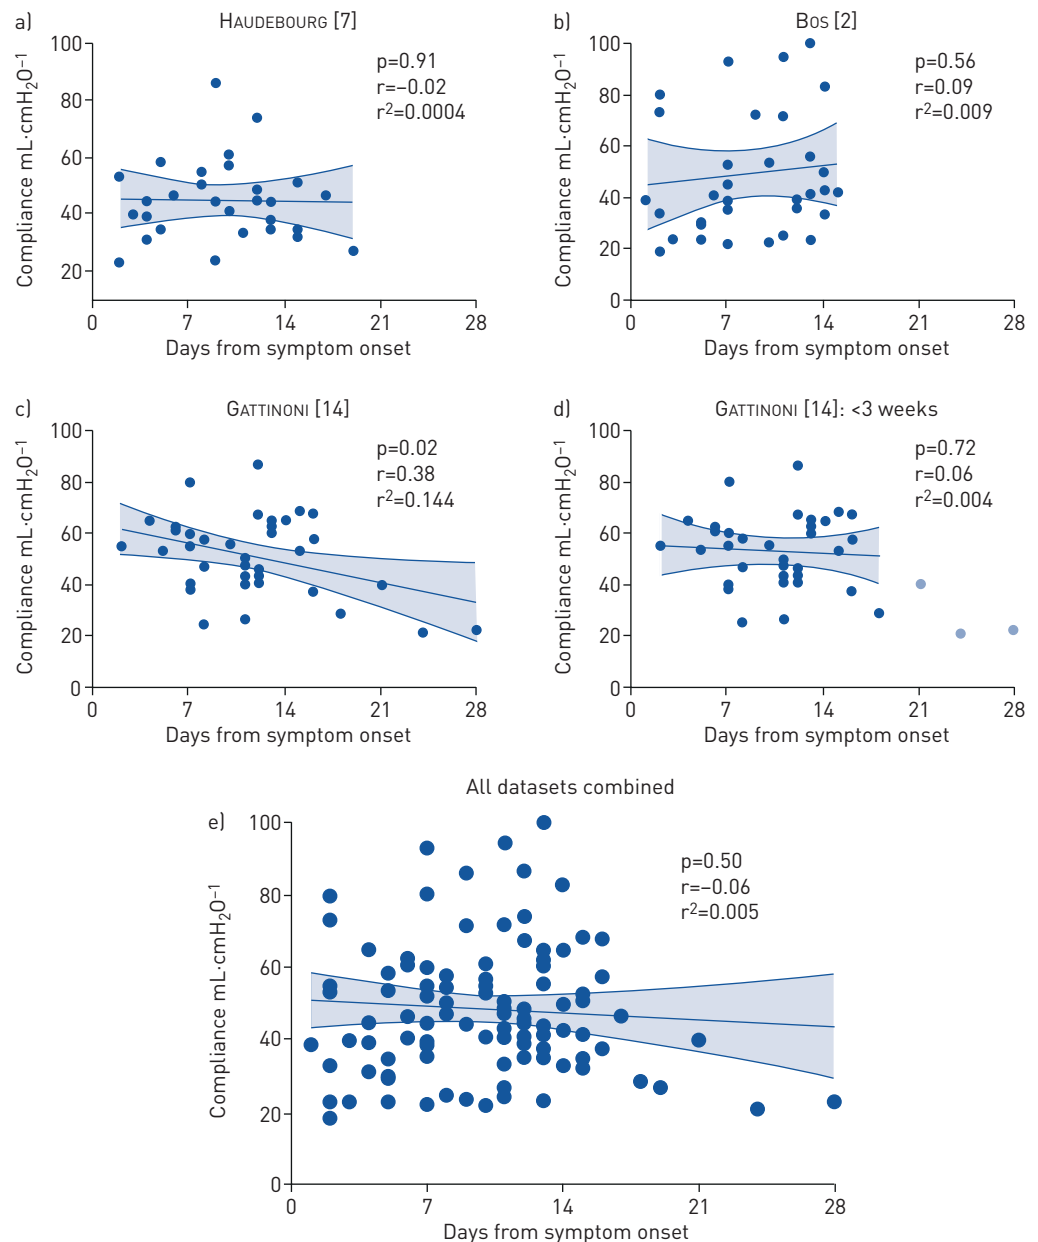 a)
HAUDEBOURG [7]
Compliance mL·cmH₂O⁻¹
100
80
60
40
20
p=0.91
r=−0.02
r²=0.0004
0 7 14 21 28
Days from symptom onset
b)
BOS [2]
Compliance mL·cmH₂O⁻¹
100
80
60
40
20
0
p=0.56
r=0.09
r²=0.009
0 7 14 21 28
Days from symptom onset
c)
GATTINONI [14]
Compliance mL·cmH₂O⁻¹
100
80
60
40
20
0
p=0.02
r=0.38
r²=0.144
0 7 14 21 28
Days from symptom onset
d)
GATTINONI [14]: <3 weeks
Compliance mL·cmH₂O⁻¹
100
80
60
40
20
0
p=0.72
r=0.06
r²=0.004
0 7 14 21 28
Days from symptom onset
All datasets combined
e)
Compliance mL·cmH₂O⁻¹
100
80
60
40
20
0
p=0.50
r=−0.06
r²=0.005
0 7 14 21 28
Days from symptom onset